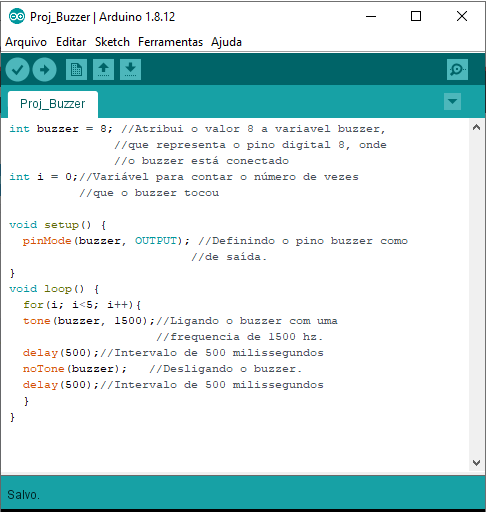 Proj_Buzzer | Arduino 1.8.12
Arquivo Editar Sketch Ferramentas Ajuda
Proj_Buzzer
int buzzer = 8; //Atribui o valor 8 a variavel buzzer,
//que representa o pino digital 8, onde
//o buzzer está conectado
int i = 0;//Variável para contar o número de vezes
//que o buzzer tocou
void setup() {
pinMode(buzzer, OUTPUT); //Definindo o pino buzzer como
//de saída.
}
void loop() {
for(i; i<5; i++){
tone(buzzer, 1500);//Ligando o buzzer com uma
//frequencia de 1500 hz.
delay(500);//Intervalo de 500 milissegundos
noTone(buzzer); //Desligando o buzzer.
delay(500);//Intervalo de 500 milissegundos
}
}
Salvo.